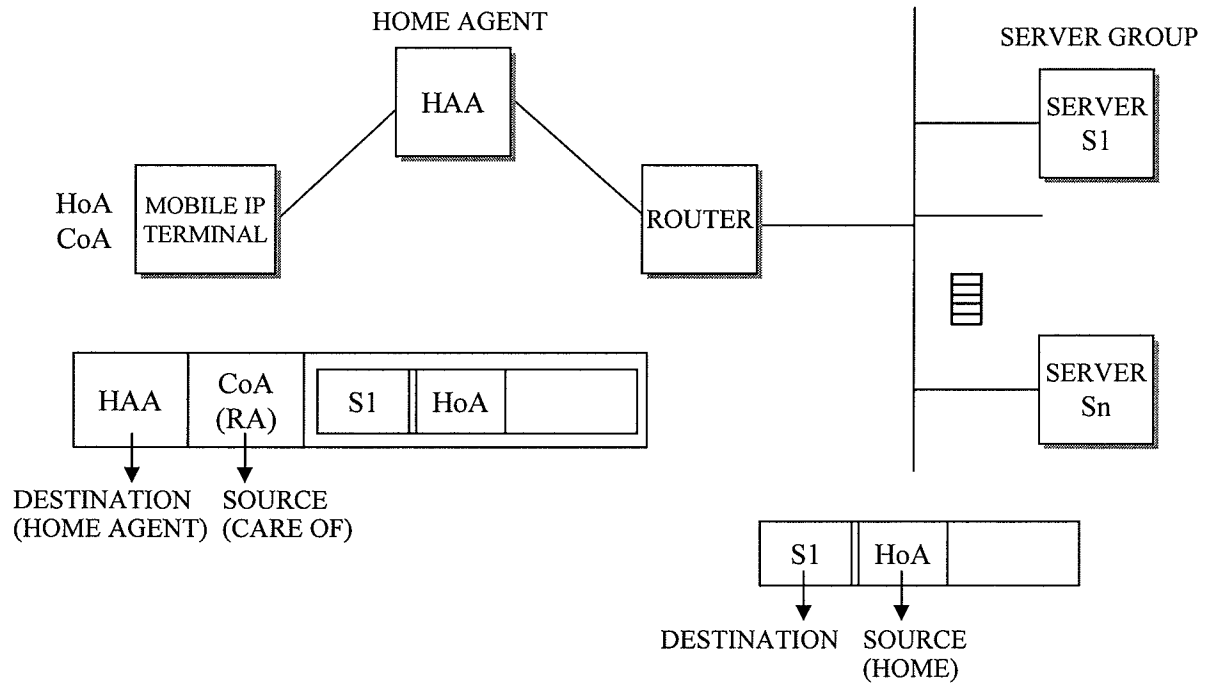 HOME AGENT
HAA
SERVER GROUP
SERVER
S1
HoA
CoA
MOBILE IP
TERMINAL
ROUTER
SERVER
Sn
HAA
CoA
(RA)
S1
HoA
DESTINATION
(HOME AGENT)
SOURCE
(CARE OF)
S1
HoA
DESTINATION
SOURCE
(HOME)